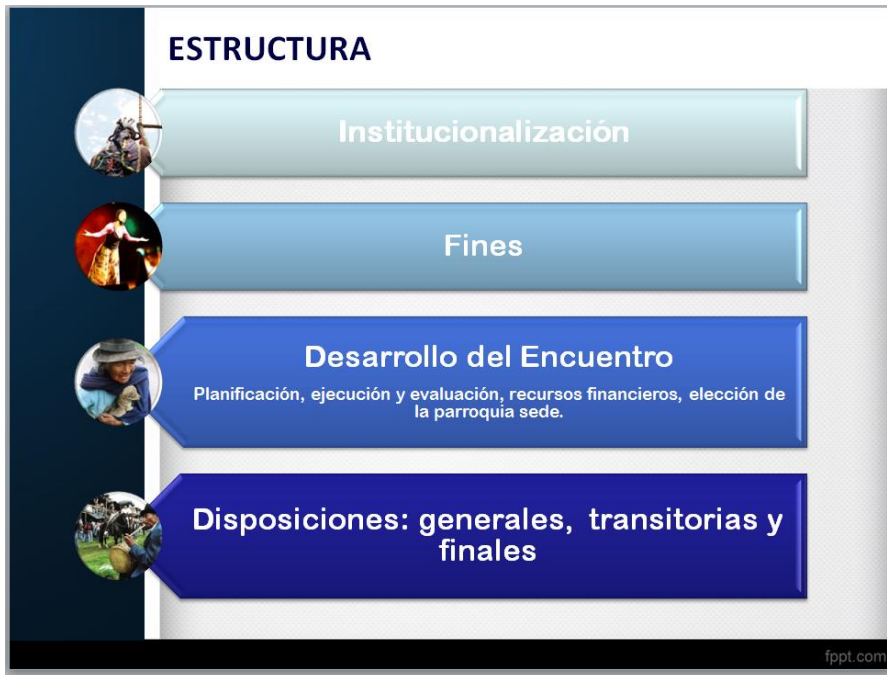 ESTRUCTURA
Institucionalización
Fines
Desarrollo del Encuentro
Planificación, ejecución y evaluación, recursos financieros, elección de
la parroquia sede.
Disposiciones: generales, transitorias y
finales
fppt.com